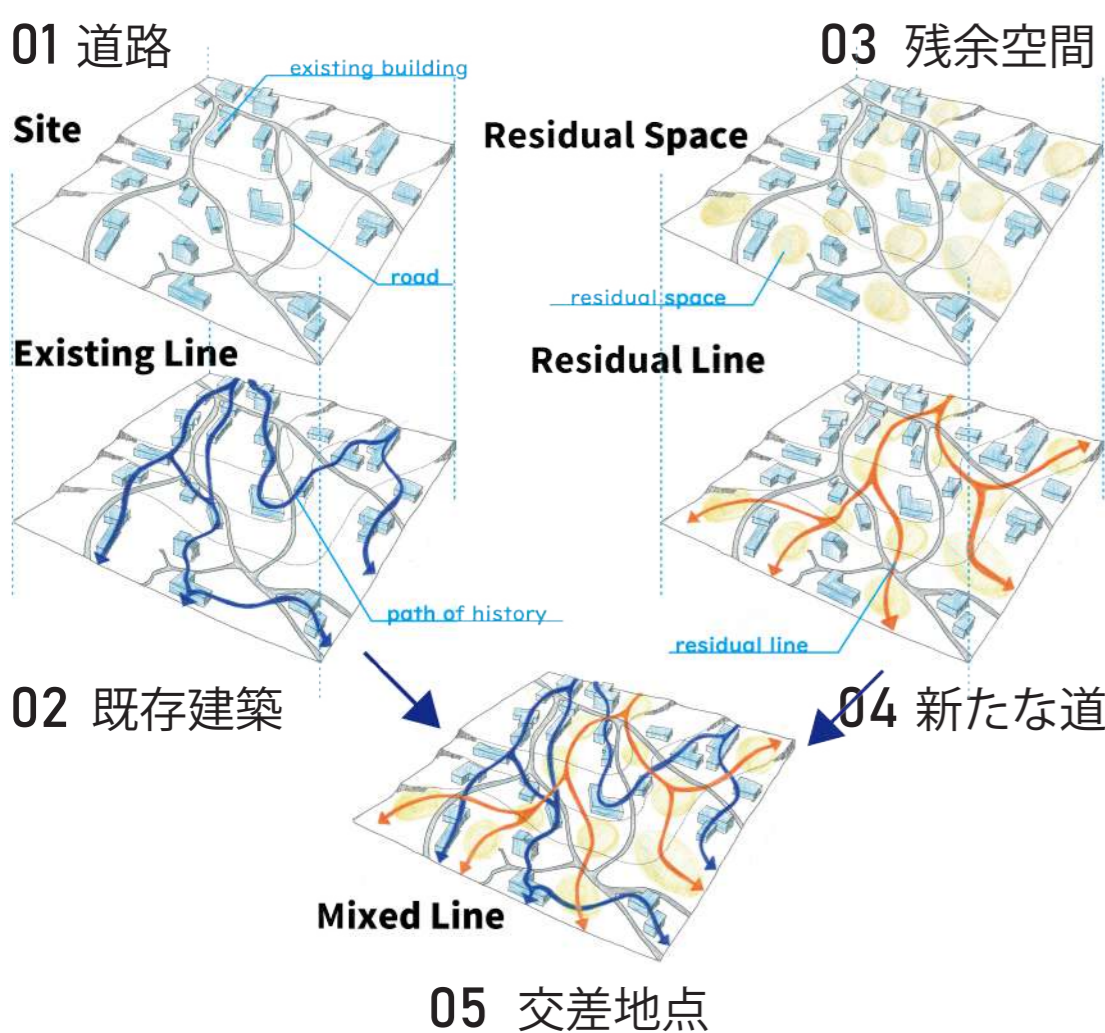 01 道路
existing building
Site
road
Existing Line
path of history
02 既存建築
03 残余空間
Residual Space
residual space
Residual Line
residual line
04 新たな道
Mixed Line
05 交差地点